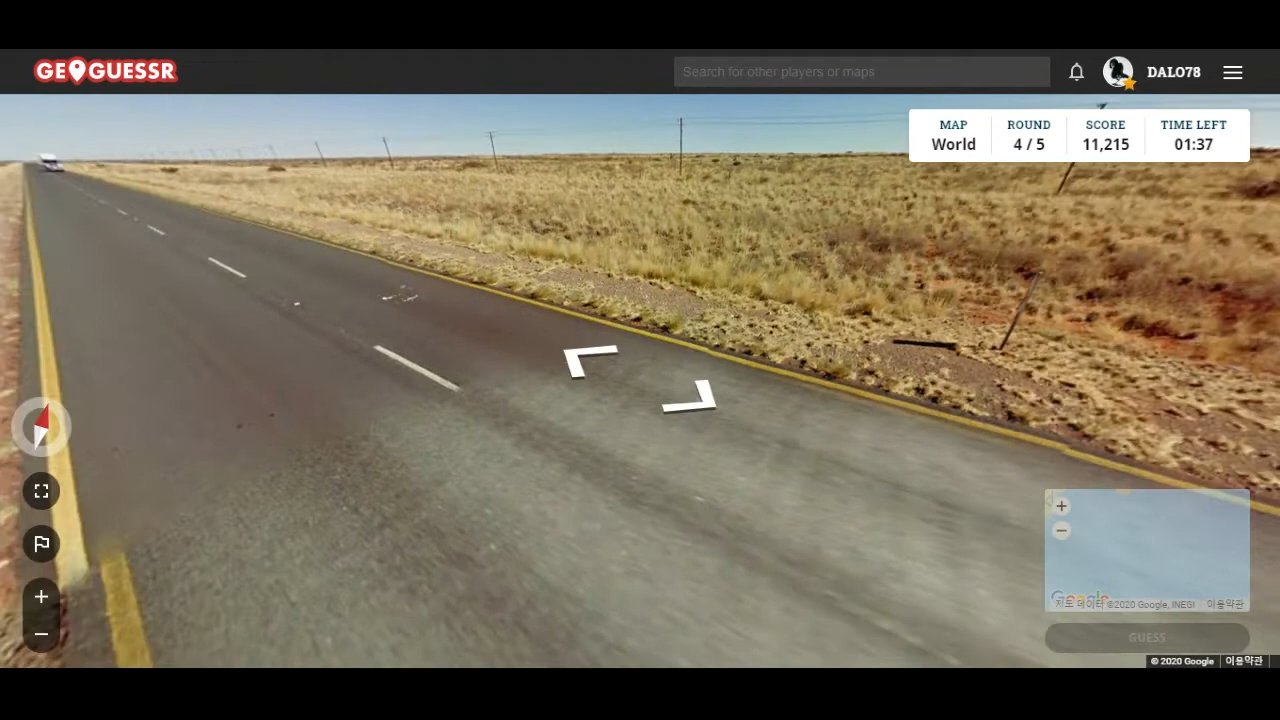 GEOGUESSR
Search for other players or maps
DALO78
MAP ROUND SCORE TIME LEFT
World 4 / 5 11,215 01:37
+
−
Google
지도 데이터 ©2020 Google, INEGI 이용약관
GUESS
+
−
© 2020 Google 이용약관